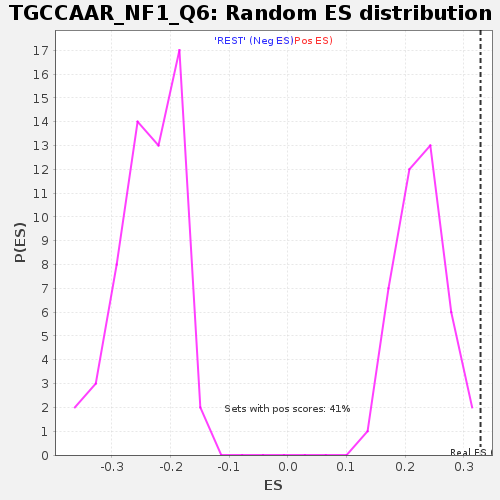 TGCCAAR_NF1_Q6: Random ES distribution
'REST' (Neg ES)Pos ES)
17
16
15
14
13
12
11
10
9
8
7
6
5
4
3
2
1
0
P(ES)
Sets with pos scores: 41%
Real ES
-0.3 -0.2 -0.1 0.0 0.1 0.2 0.3
ES